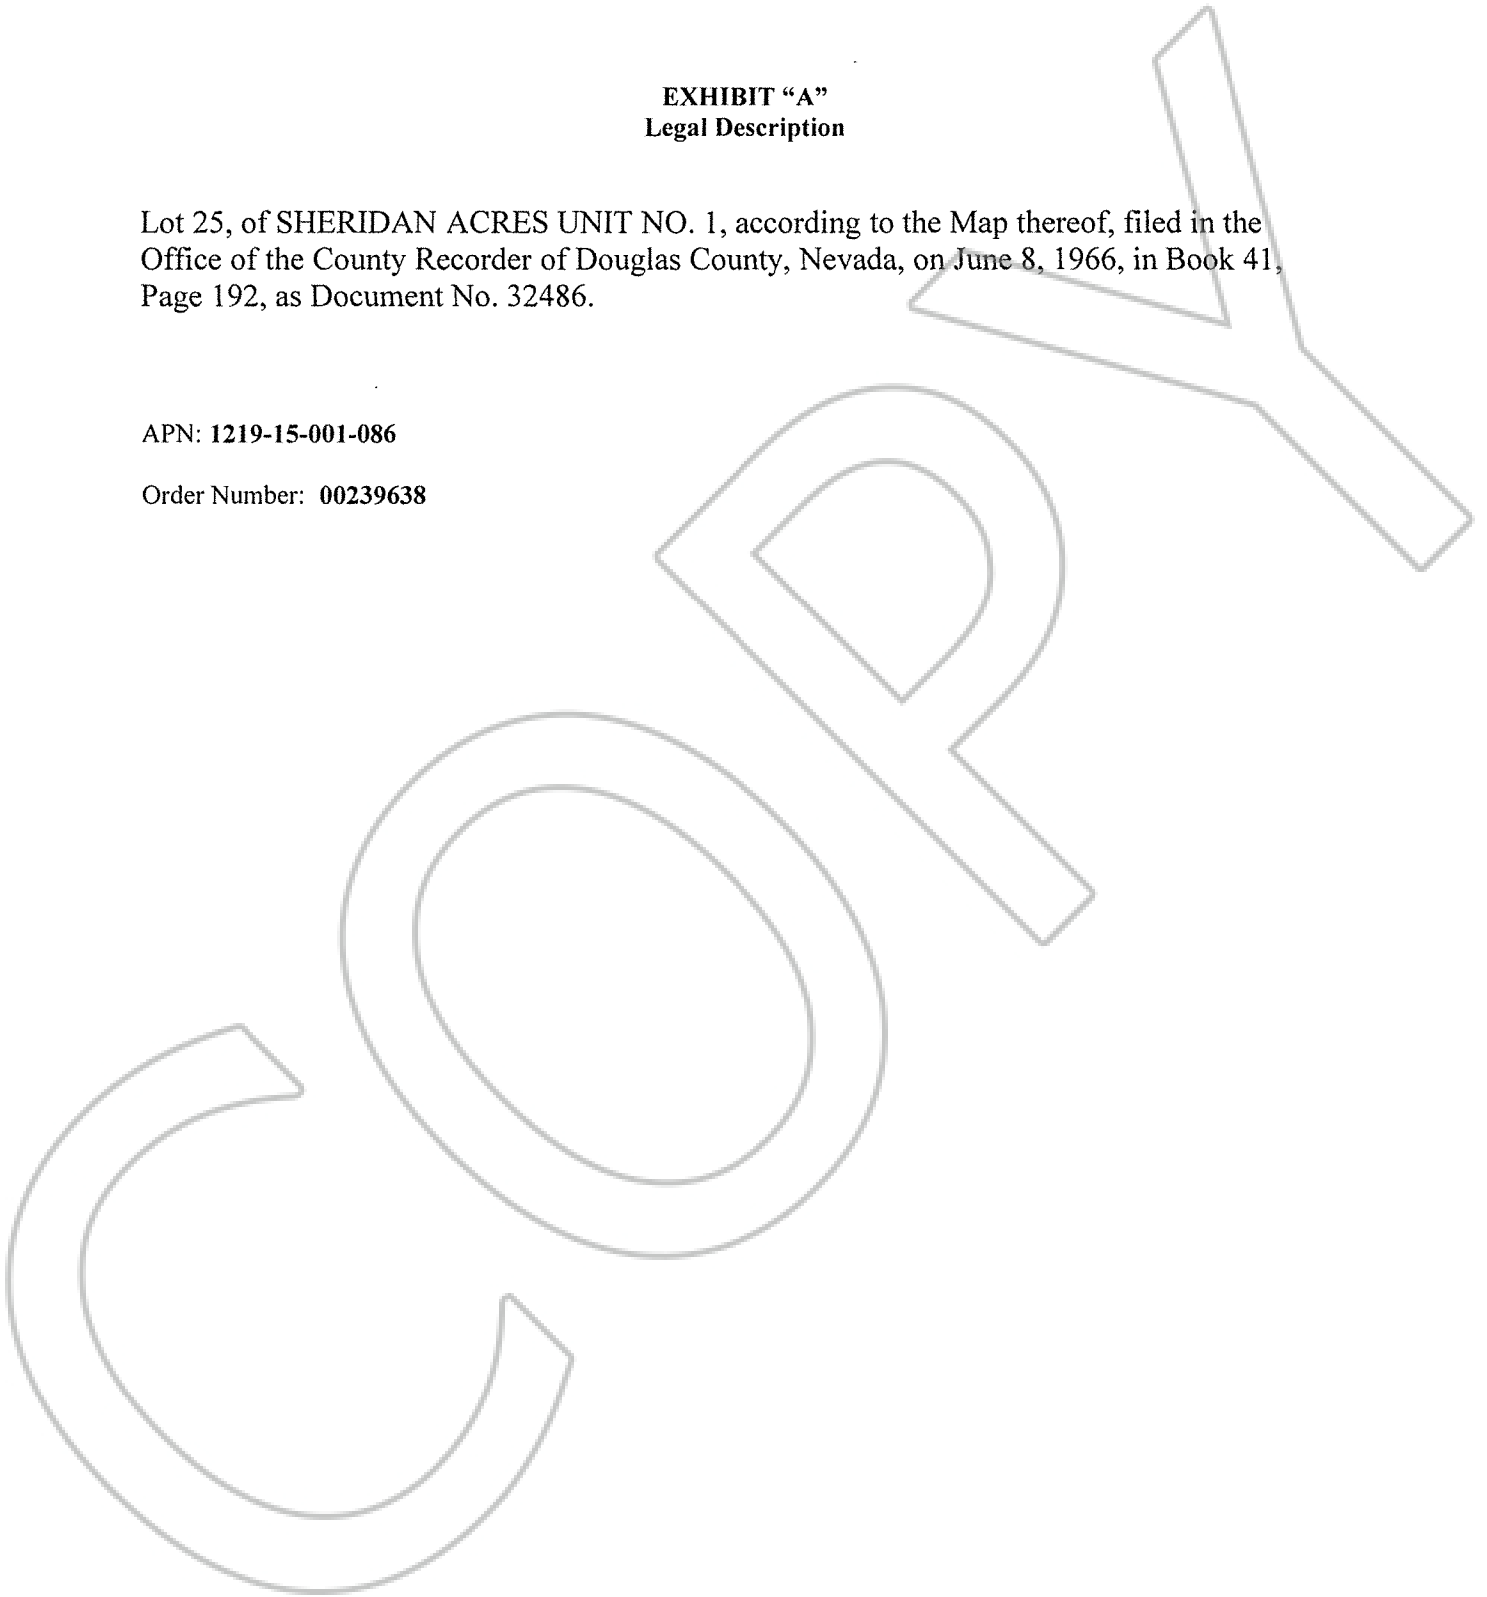 EXHIBIT “A”
Legal Description
Lot 25, of SHERIDAN ACRES UNIT NO. 1, according to the Map thereof, filed in the
Office of the County Recorder of Douglas County, Nevada, on June 8, 1966, in Book 41,
Page 192, as Document No. 32486.
APN: 1219-15-001-086
Order Number: 00239638
COPY